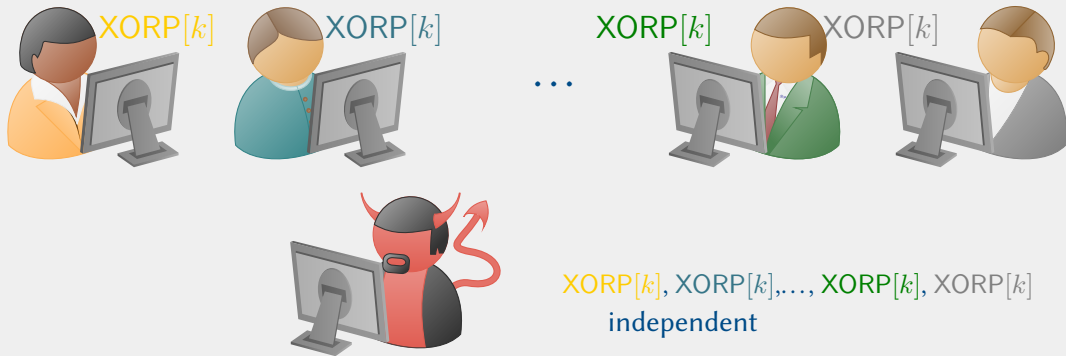 XORP[k] XORP[k] XORP[k] XORP[k]
...
XORP[k], XORP[k],..., XORP[k], XORP[k]
independent